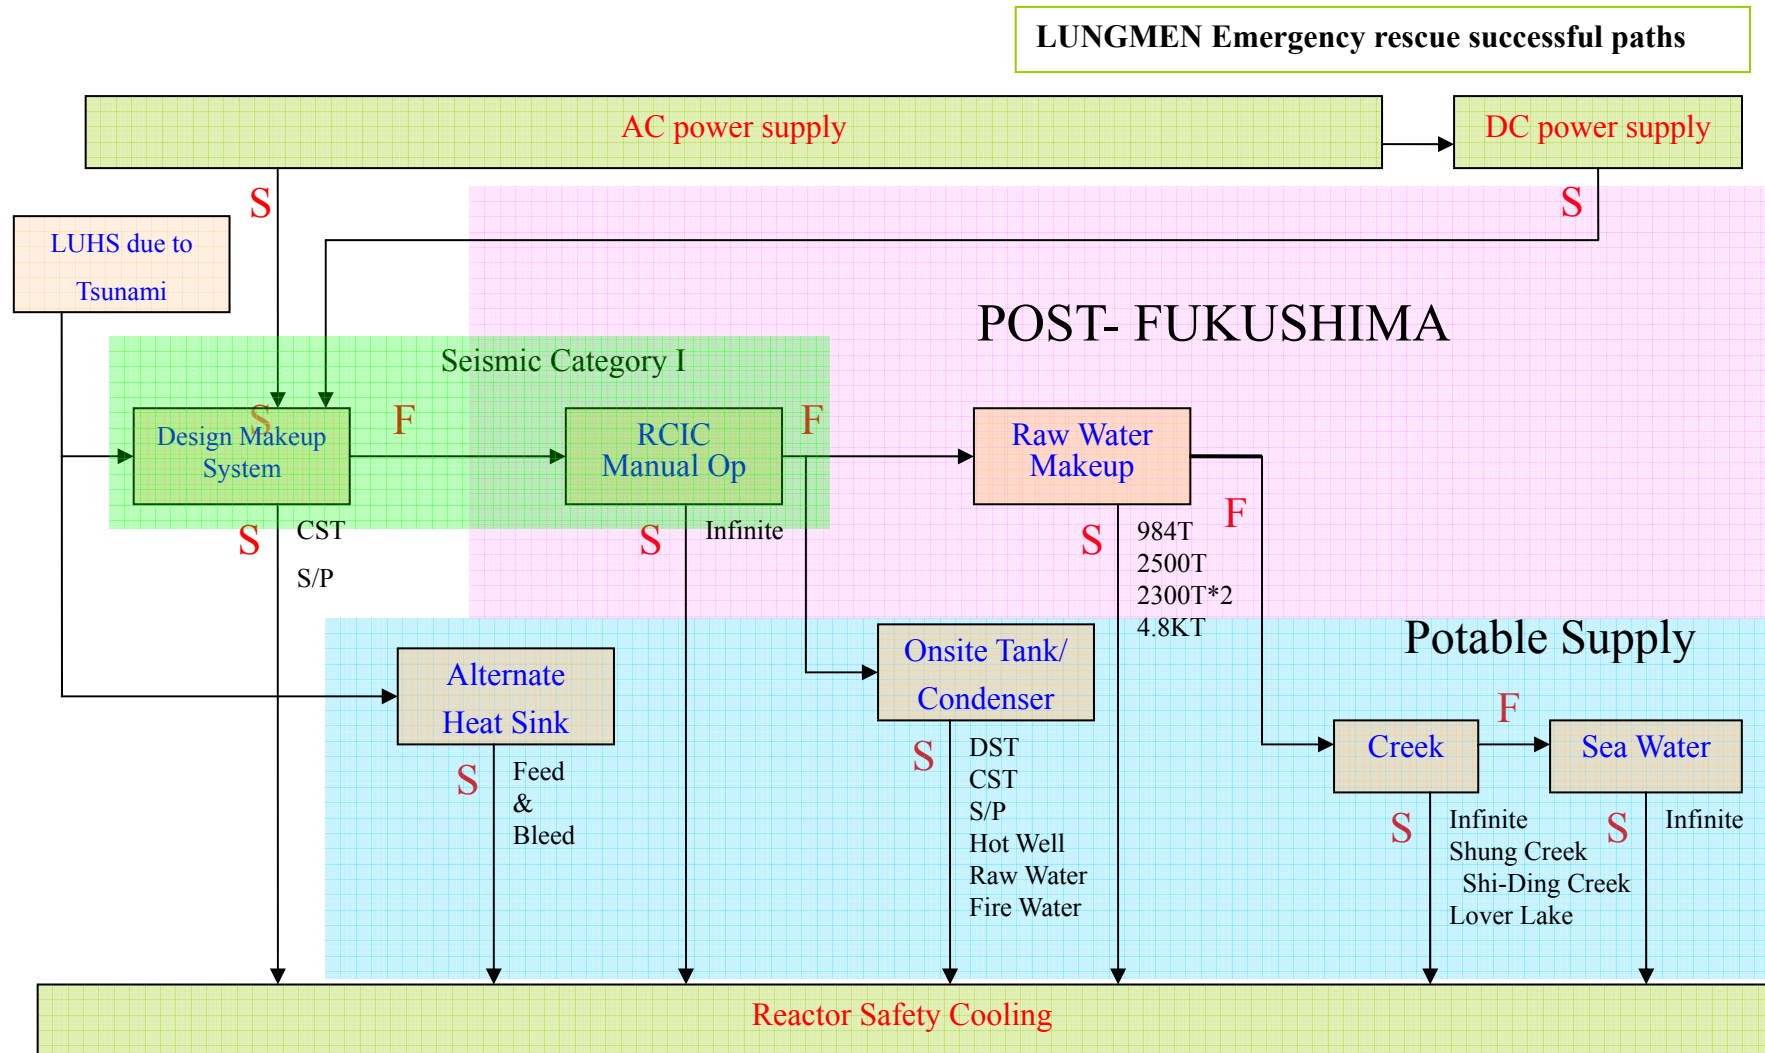 LUNGMEN Emergency rescue successful paths
AC power supply
DC power supply
S
S
LUHS due to
Tsunami
POST- FUKUSHIMA
Seismic Category I
S
Design Makeup
System
F
RCIC
Manual Op
F
Raw Water
Makeup
S
CST
S/P
S
Infinite
S
984T
2500T
2300T*2
4.8KT
F
Potable Supply
Alternate
Heat Sink
Onsite Tank/
Condenser
Creek
F
Sea Water
S
Feed
&
Bleed
S
DST
CST
S/P
Hot Well
Raw Water
Fire Water
S
Infinite
Shung Creek
Shi-Ding Creek
Lover Lake
S
Infinite
Reactor Safety Cooling